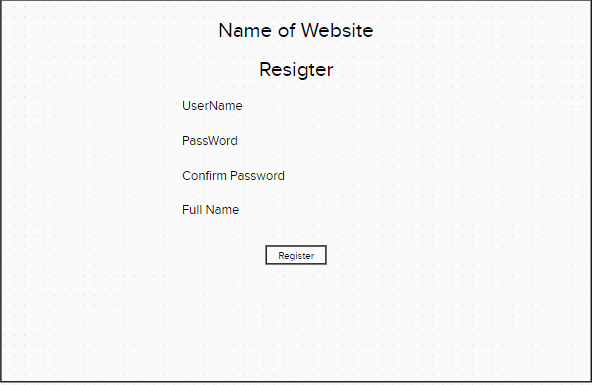 Name of Website
Resigter
UserName
PassWord
Confirm Password
Full Name
Register